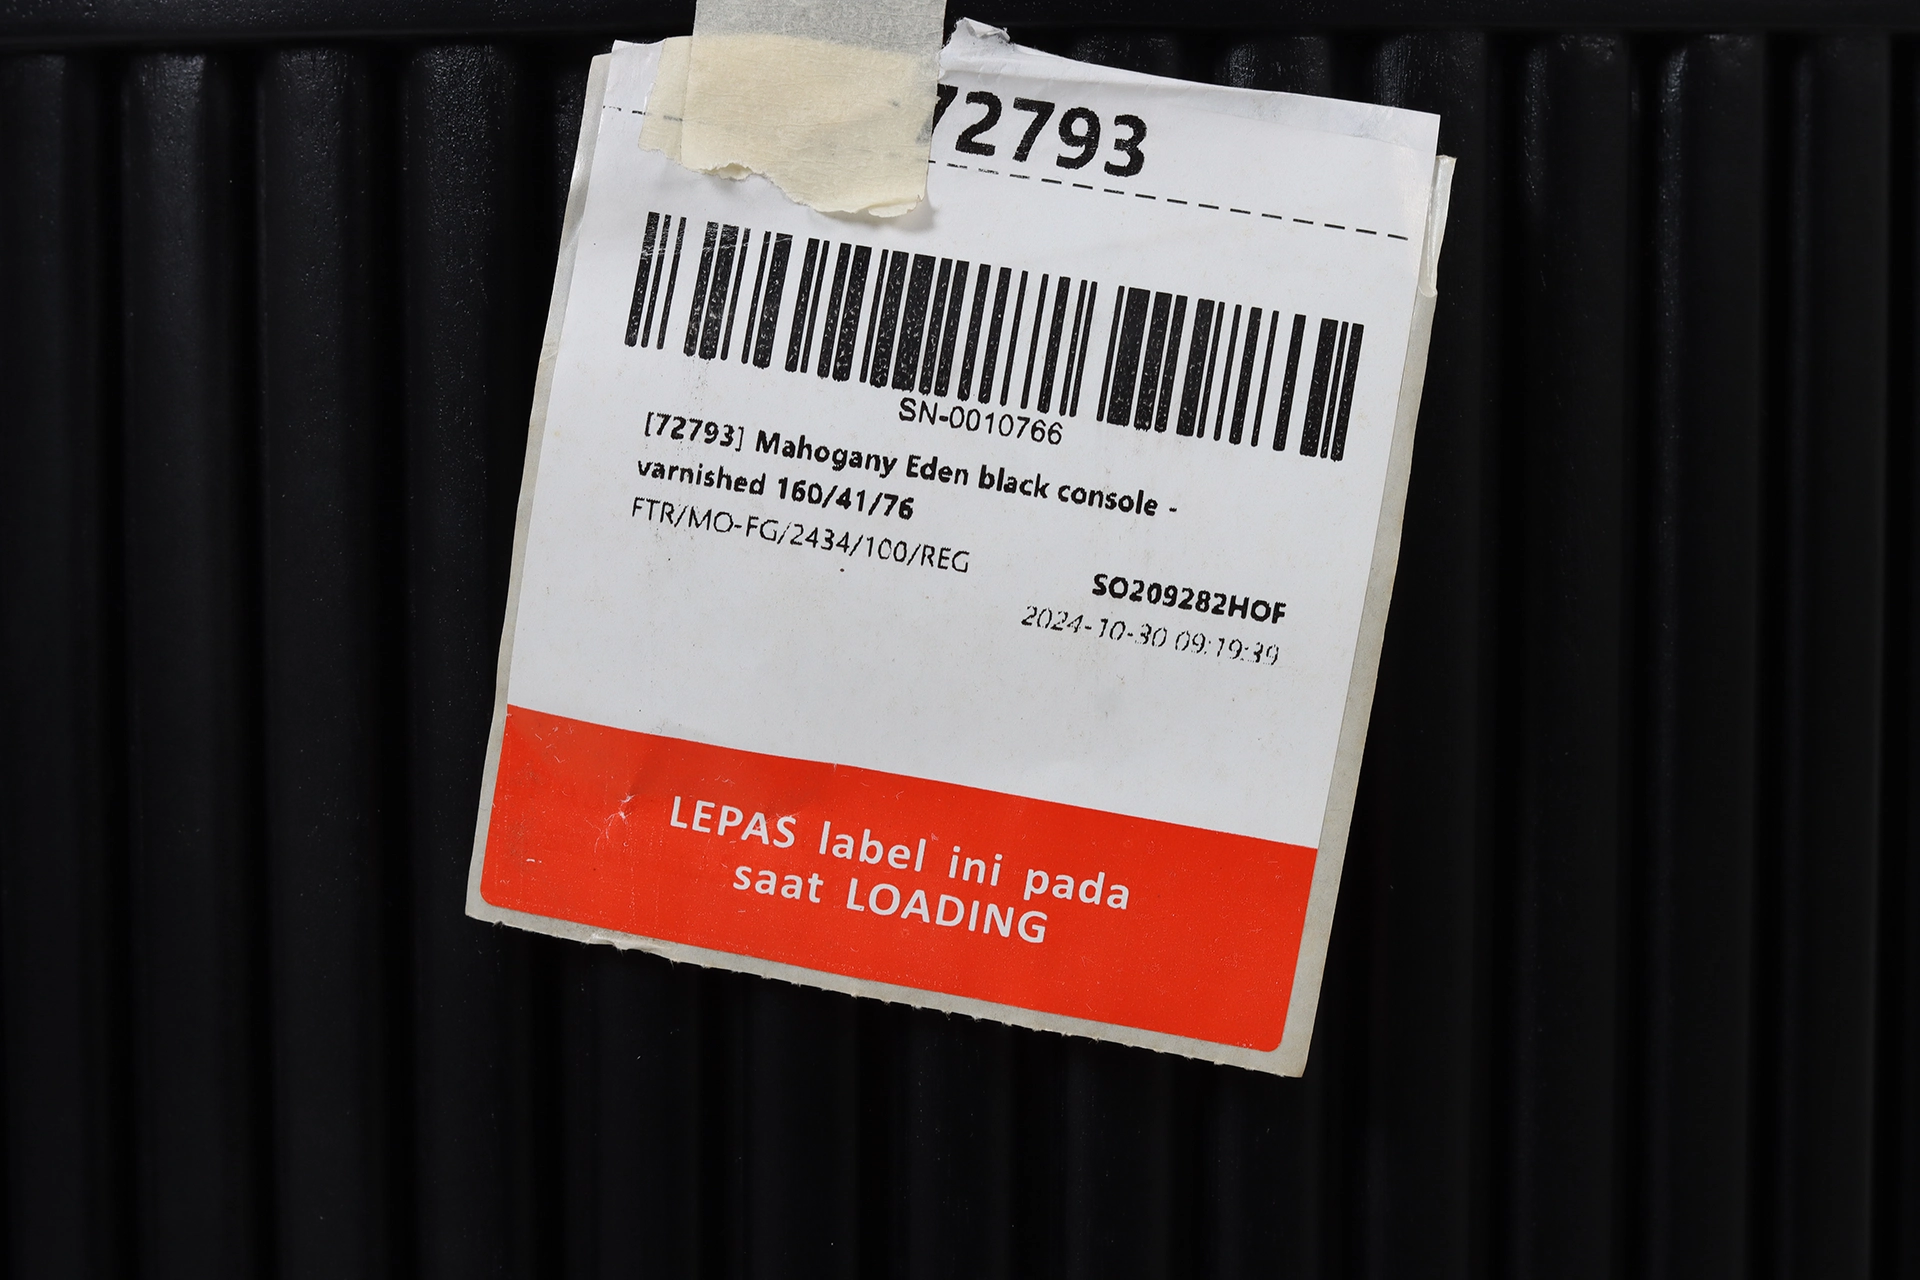 72793
SN-0010766
[72793] Mahogany Eden black console -
varnished 160/41/76
FTR/MO-FG/2434/100/REG
SO209282HOF
2024-10-30 09:19:39
LEPAS label ini pada
saat LOADING